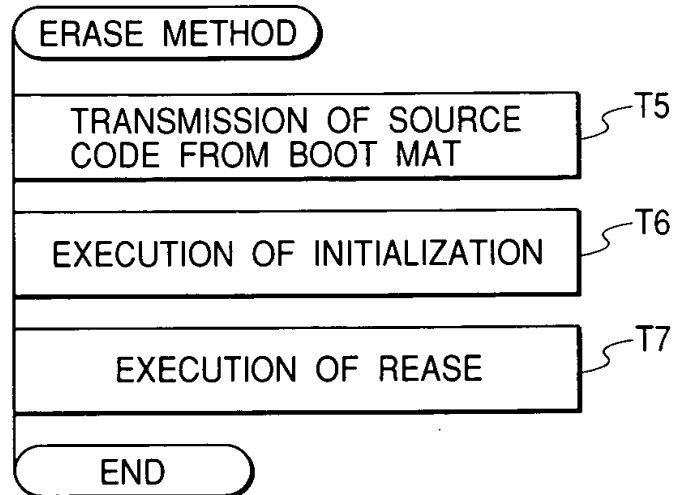 ERASE METHOD
TRANSMISSION OF SOURCE
CODE FROM BOOT MAT
T5
EXECUTION OF INITIALIZATION
T6
EXECUTION OF REASE
T7
END